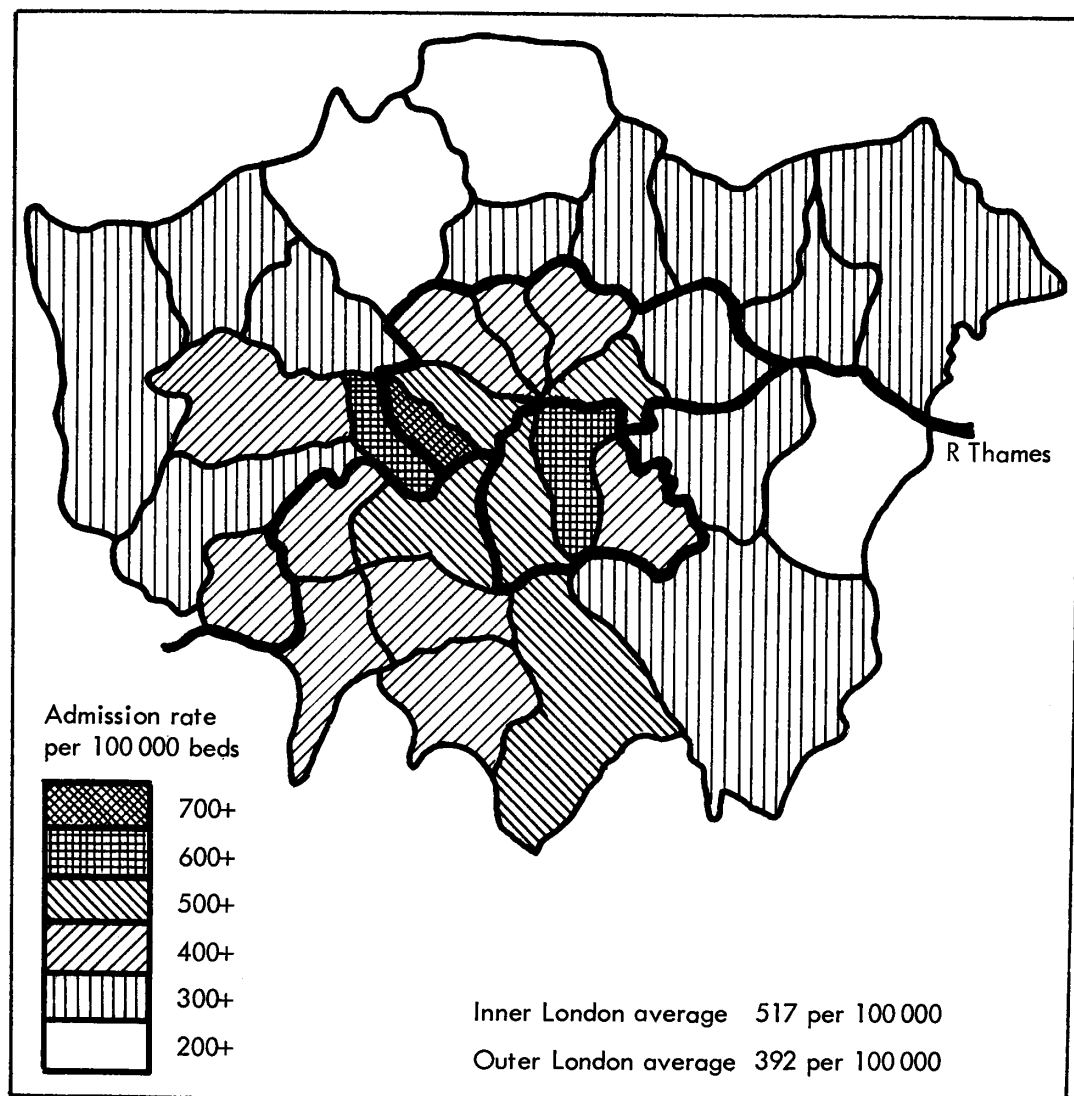 R Thames
Admission rate
per 100 000 beds
700+
600+
500+
400+
300+
200+
Inner London average 517 per 100 000
Outer London average 392 per 100 000